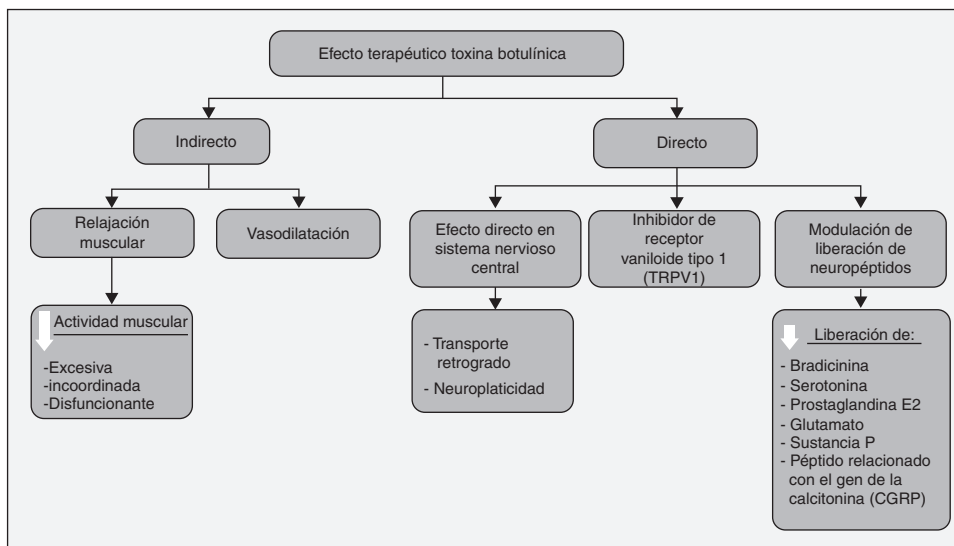 Efecto terapéutico toxina botulínica
Indirecto
Directo
Relajación
muscular
Vasodilatación
Efecto directo en
sistema nervioso
central
Inhibidor de
receptor
vaniloide tipo 1
(TRPV1)
Modulación de
liberación de
neuropéptidos
Actividad muscular
-Excesiva
-incoordinada
-Disfuncionante
- Transporte
retrogrado
- Neuroplaticidad
Liberación de:
- Bradicinina
- Serotonina
- Prostaglandina E2
- Glutamato
- Sustancia P
- Péptido relacionado
con el gen de la
calcitonina (CGRP)